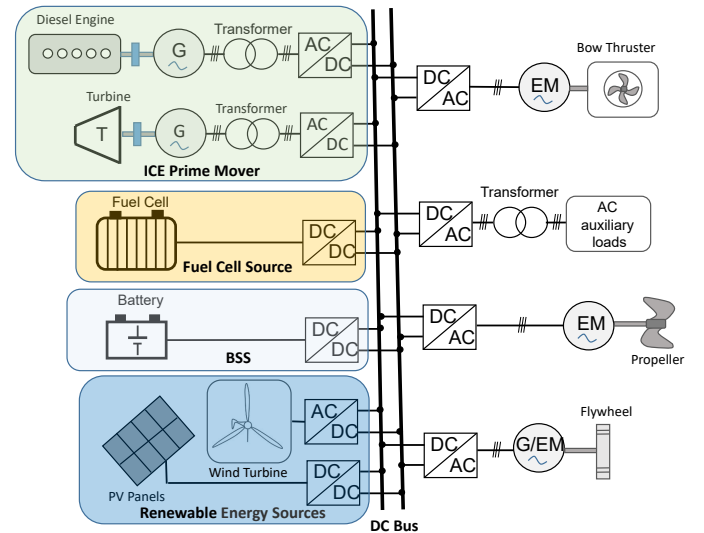 Diesel Engine
G
Transformer
AC
DC
Turbine
T
G
Transformer
AC
DC
ICE Prime Mover
Fuel Cell
DC
DC
Fuel Cell Source
Battery
DC
DC
BSS
AC
DC
Wind Turbine
DC
DC
PV Panels
Renewable Energy Sources
DC Bus
DC
AC
EM
Bow Thruster
DC
AC
Transformer
AC
auxiliary
loads
DC
AC
EM
Propeller
DC
AC
G/EM
Flywheel